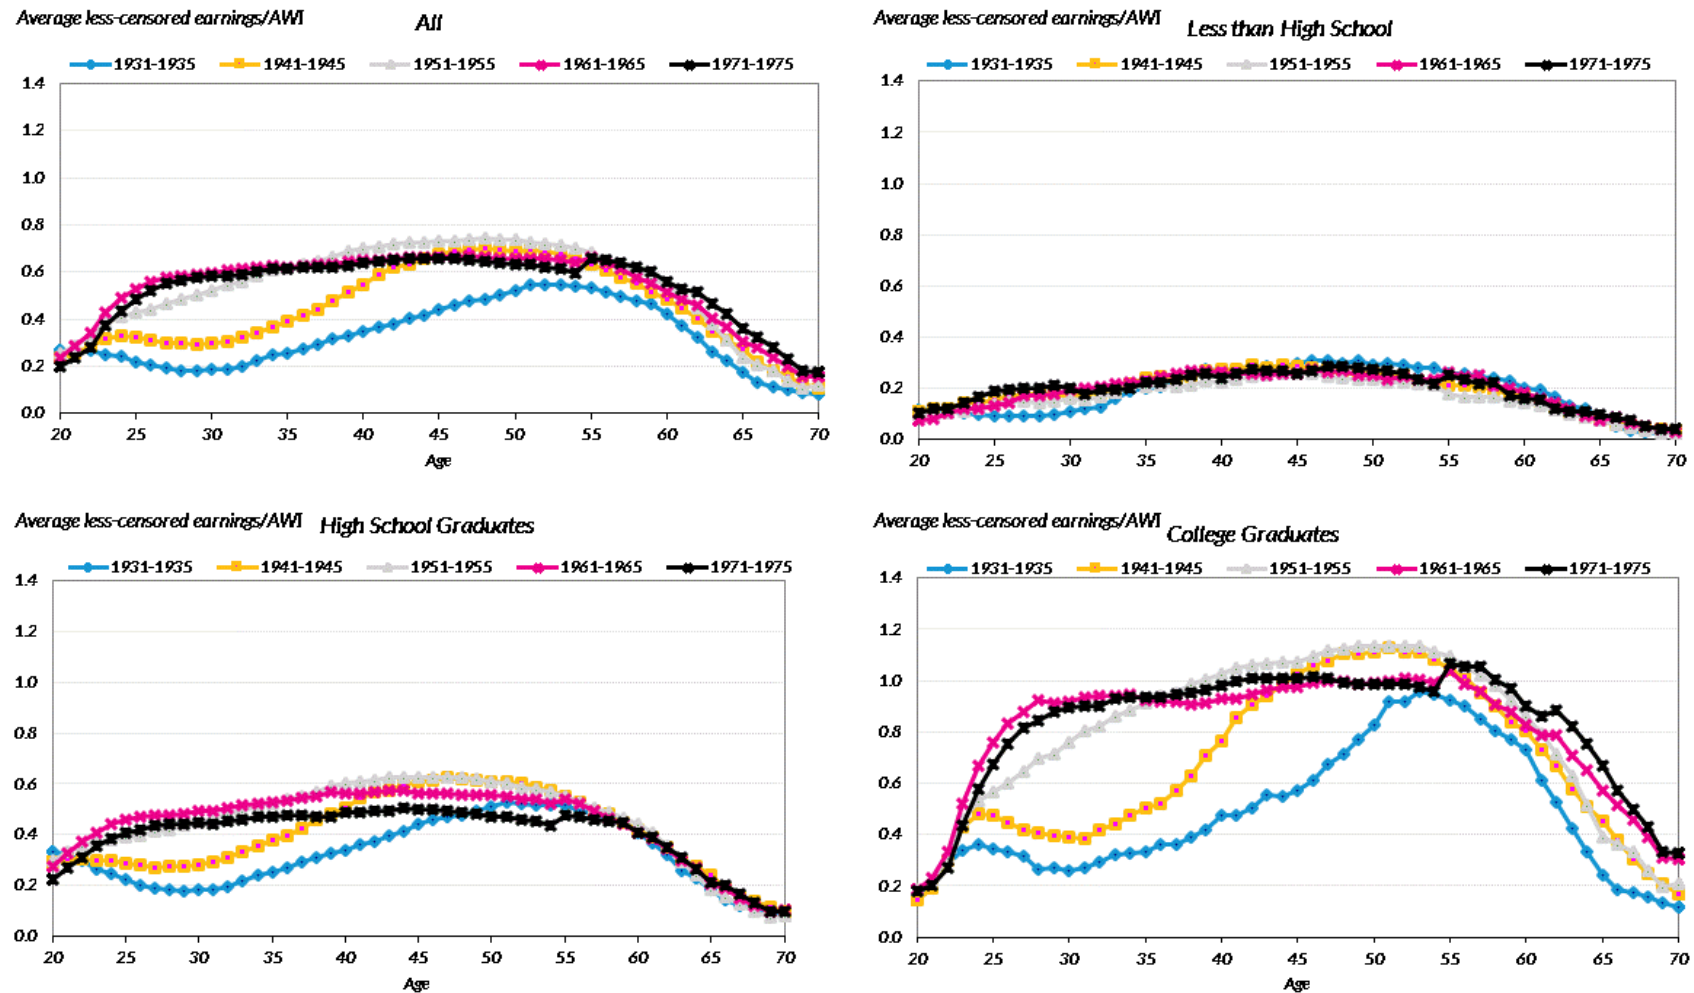 Average less-censored earnings/AWI
All
1931-1935 1941-1945 1951-1955 1961-1965 1971-1975
1.4
1.2
1.0
0.8
0.6
0.4
0.2
0.0
20 25 30 35 40 45 50 55 60 65 70
Age
Average less-censored earnings/AWI
Less than High School
1931-1935 1941-1945 1951-1955 1961-1965 1971-1975
1.4
1.2
1.0
0.8
0.6
0.4
0.2
0.0
20 25 30 35 40 45 50 55 60 65 70
Average less-censored earnings/AWI
High School Graduates
1931-1935 1941-1945 1951-1955 1961-1965 1971-1975
1.4
1.2
1.0
0.8
0.6
0.4
0.2
0.0
20 25 30 35 40 45 50 55 60 65 70
Age
Average less-censored earnings/AWI
College Graduates
1931-1935 1941-1945 1951-1955 1961-1965 1971-1975
1.4
1.2
1.0
0.8
0.6
0.4
0.2
0.0
20 25 30 35 40 45 50 55 60 65 70
Age